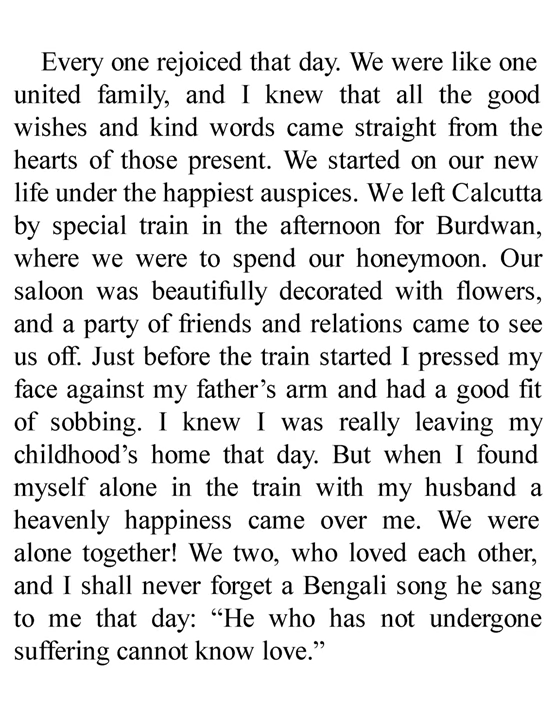 Every one rejoiced that day. We were like one
united family, and I knew that all the good
wishes and kind words came straight from the
hearts of those present. We started on our new
life under the happiest auspices. We left Calcutta
by special train in the afternoon for Burdwan,
where we were to spend our honeymoon. Our
saloon was beautifully decorated with flowers,
and a party of friends and relations came to see
us off. Just before the train started I pressed my
face against my father’s arm and had a good fit
of sobbing. I knew I was really leaving my
childhood’s home that day. But when I found
myself alone in the train with my husband a
heavenly happiness came over me. We were
alone together! We two, who loved each other,
and I shall never forget a Bengali song he sang
to me that day: “He who has not undergone
suffering cannot know love.”